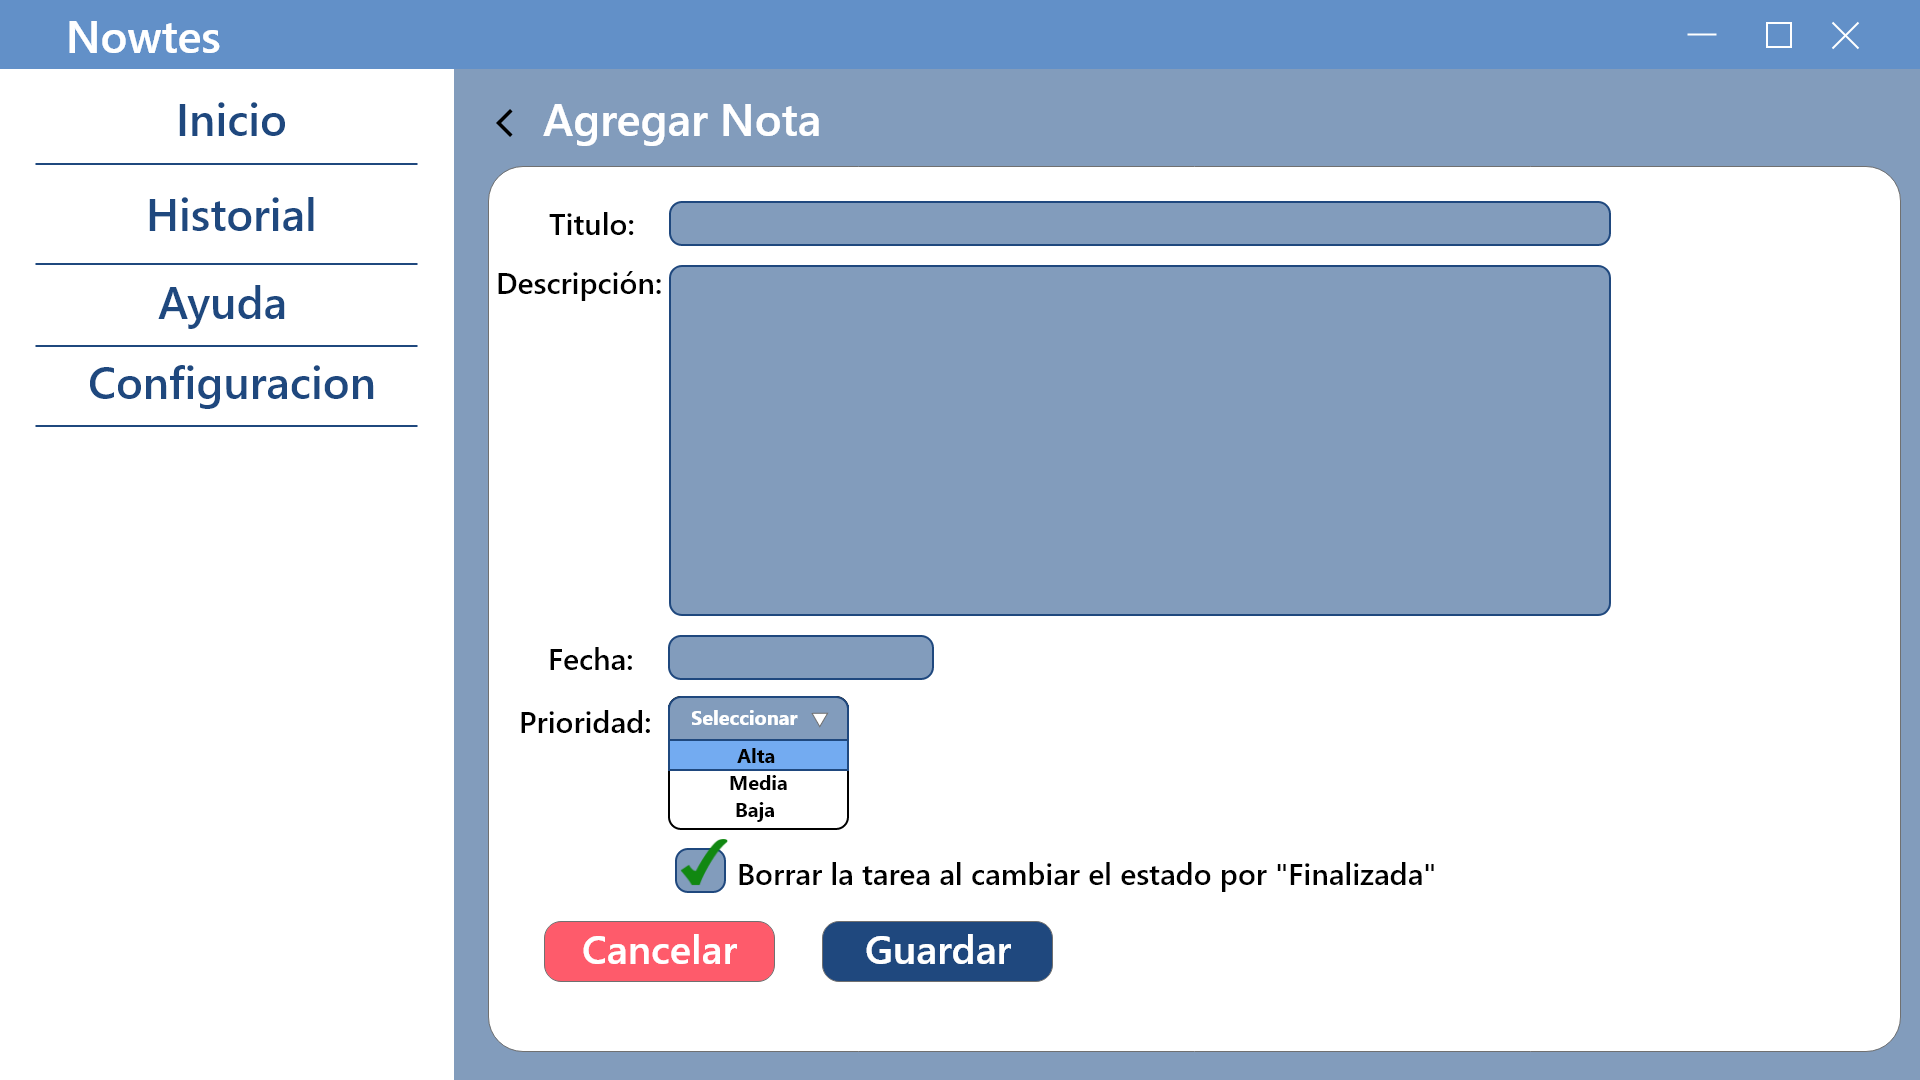 Nowtes
Inicio
Historial
Ayuda
Configuracion
Agregar Nota
Titulo:
Descripción:
Fecha:
Prioridad:
Seleccionar
Alta
Media
Baja
Borrar la tarea al cambiar el estado por "Finalizada"
Cancelar
Guardar